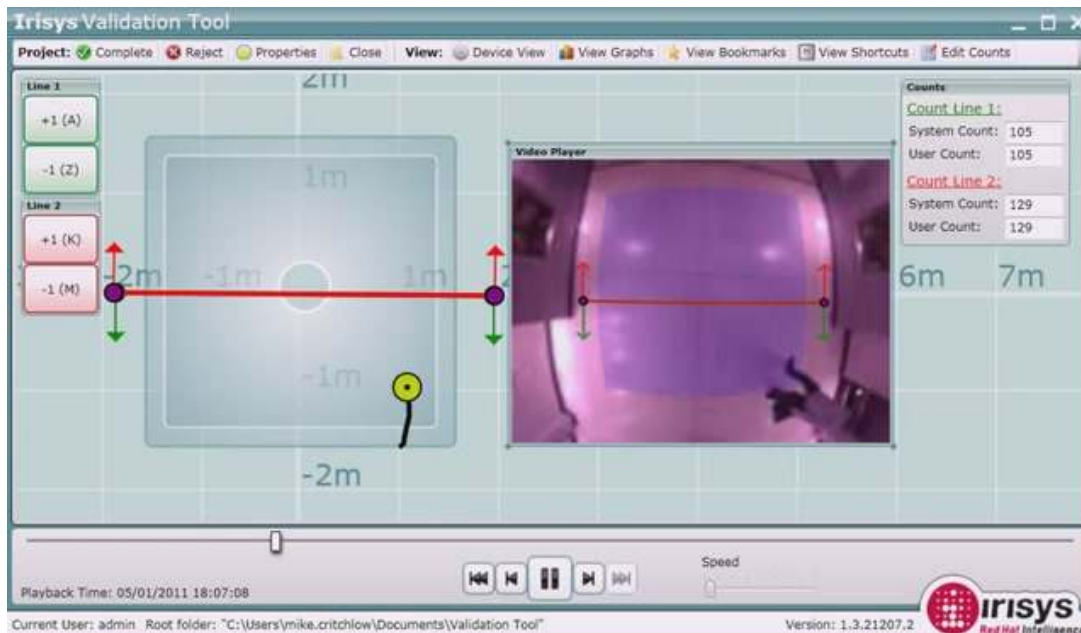 Irisys Validation Tool
Project: Complete Reject Properties Close View: Device View View Graphs View Bookmarks View Shortcuts Edit Counts
Line 1
+1 (A)
-1 (Z)
Line 2
+1 (K)
-1 (M)
2m
1m
-2m -1m 1m
-1m
-2m
6m 7m
Video Player
Counts
Count Line 1:
System Count: 105
User Count: 105
Count Line 2:
System Count: 129
User Count: 129
Speed
Playback Time: 05/01/2011 18:07:08
Current User: admin Root folder: "C:\Users\mike.critchlow\Documents\Validation Tool"
Version: 1.3.21207.2
irisys
Red Hot Intelligence